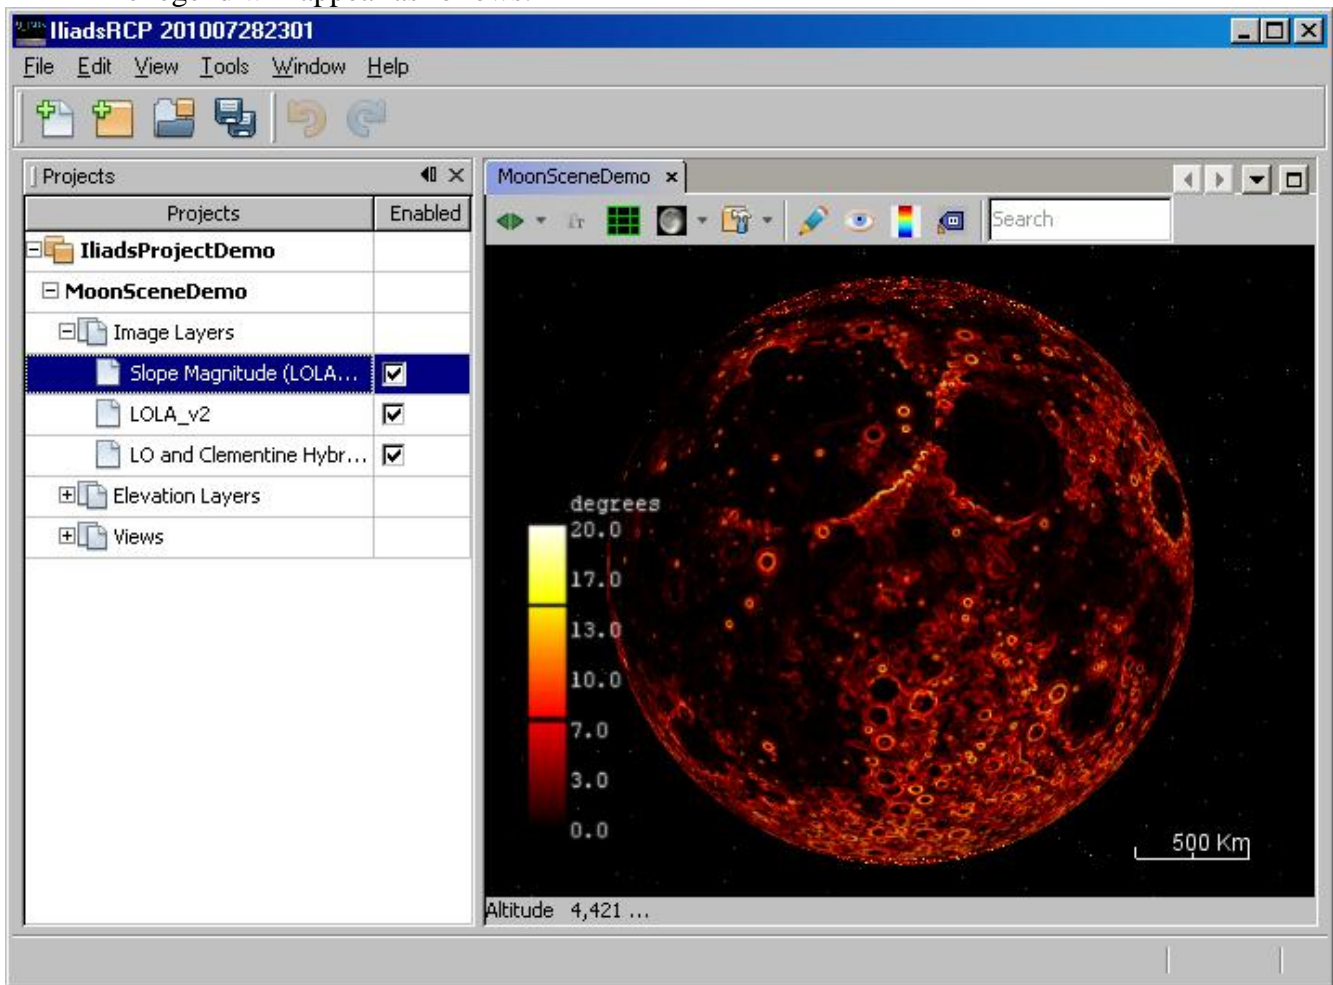 IliadsRCP 201007282301
File Edit View Tools Window Help
Projects
MoonSceneDemo
Projects Enabled
Search
IliadsProjectDemo
MoonSceneDemo
Image Layers
Slope Magnitude (LOLA...
LOLA_v2
LO and Clementine Hybr...
Elevation Layers
Views
degrees
20.0
17.0
13.0
10.0
7.0
3.0
0.0
500 Km
Altitude 4,421 ...